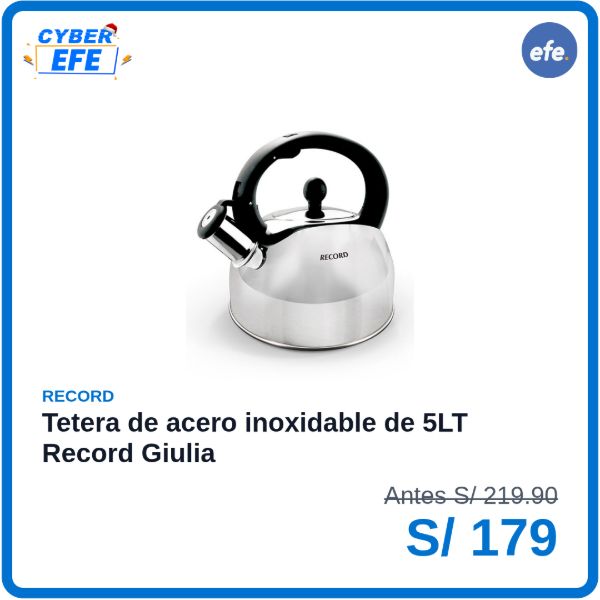 CYBER
EFE
efe.
RECORD
RECORD
Tetera de acero inoxidable de 5LT
Record Giulia
Antes S/ 219.90
S/ 179